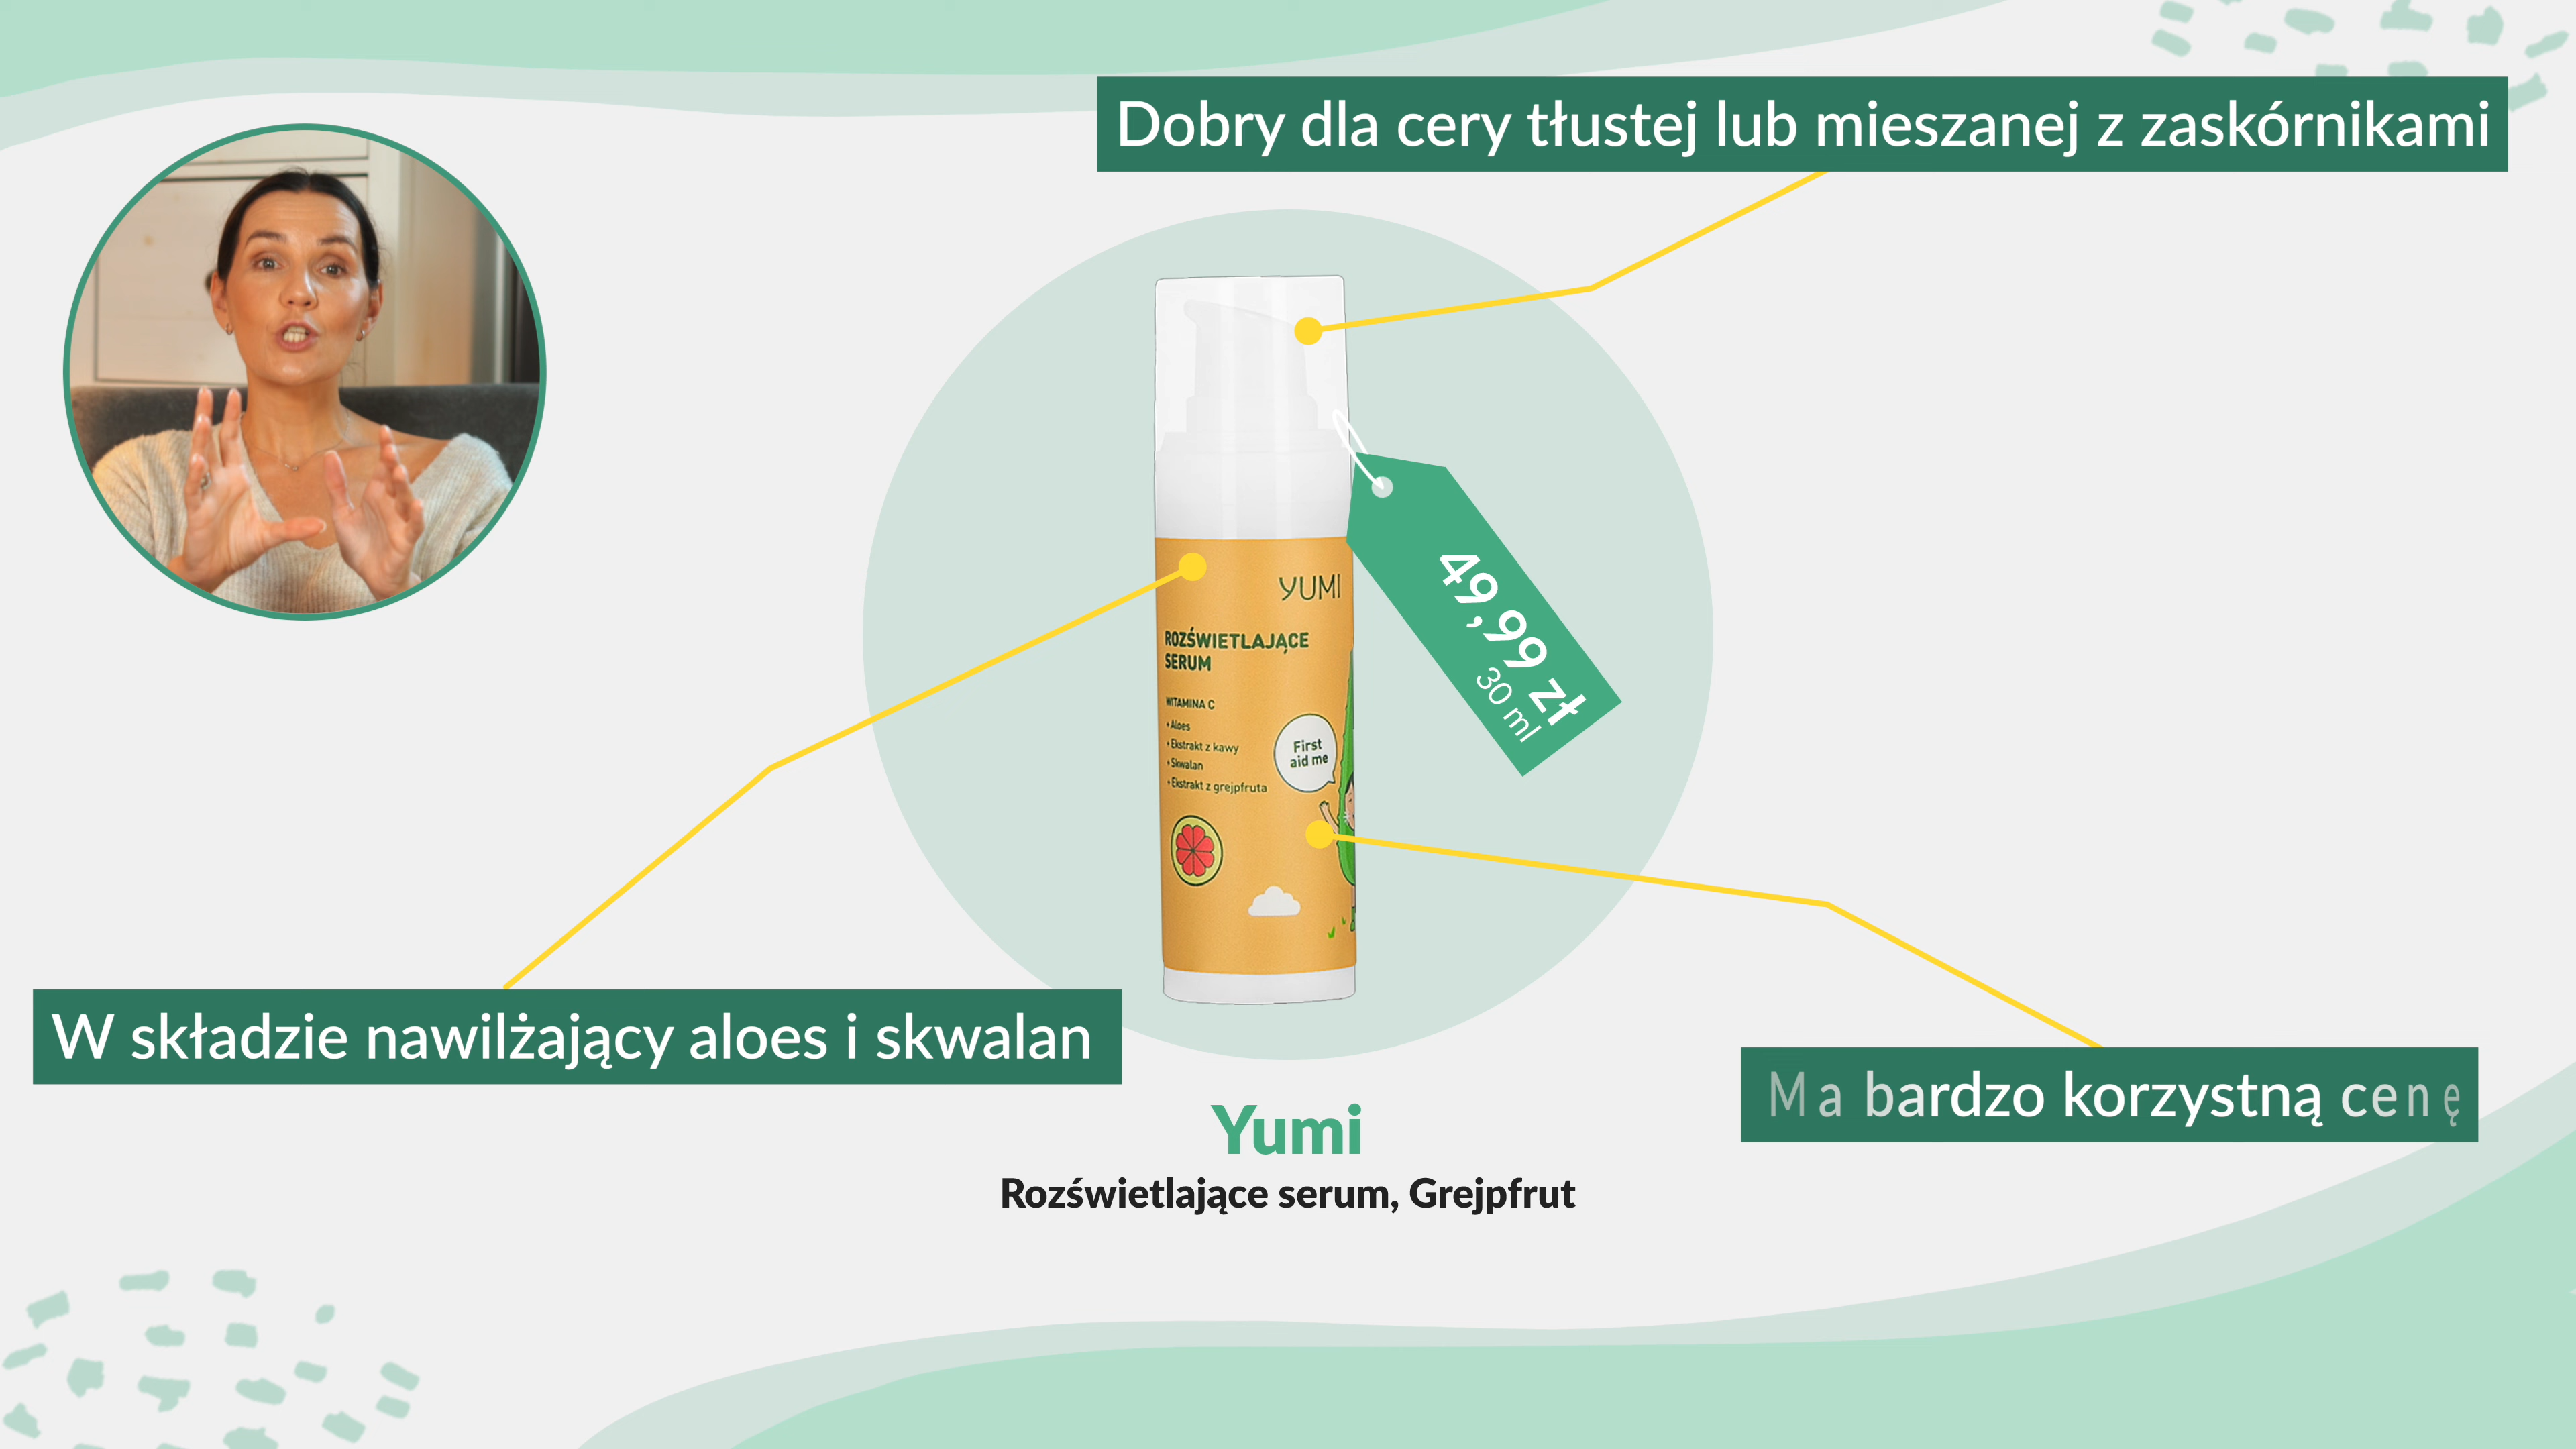 Dobry dla cery tłustej lub mieszanej z zaskórnikami
YUMI
ROZŚWIETLAJĄCE
SERUM
WITAMINA C
• Aloes
• Ekstrakt z kawy
• Skwalan
• Ekstrakt z grejpfruta
First
aid me
49,99 zł
30 ml
W składzie nawilżający aloes i skwalan
Ma bardzo korzystną cenę
Yumi
Rozświetlające serum, Grejpfrut